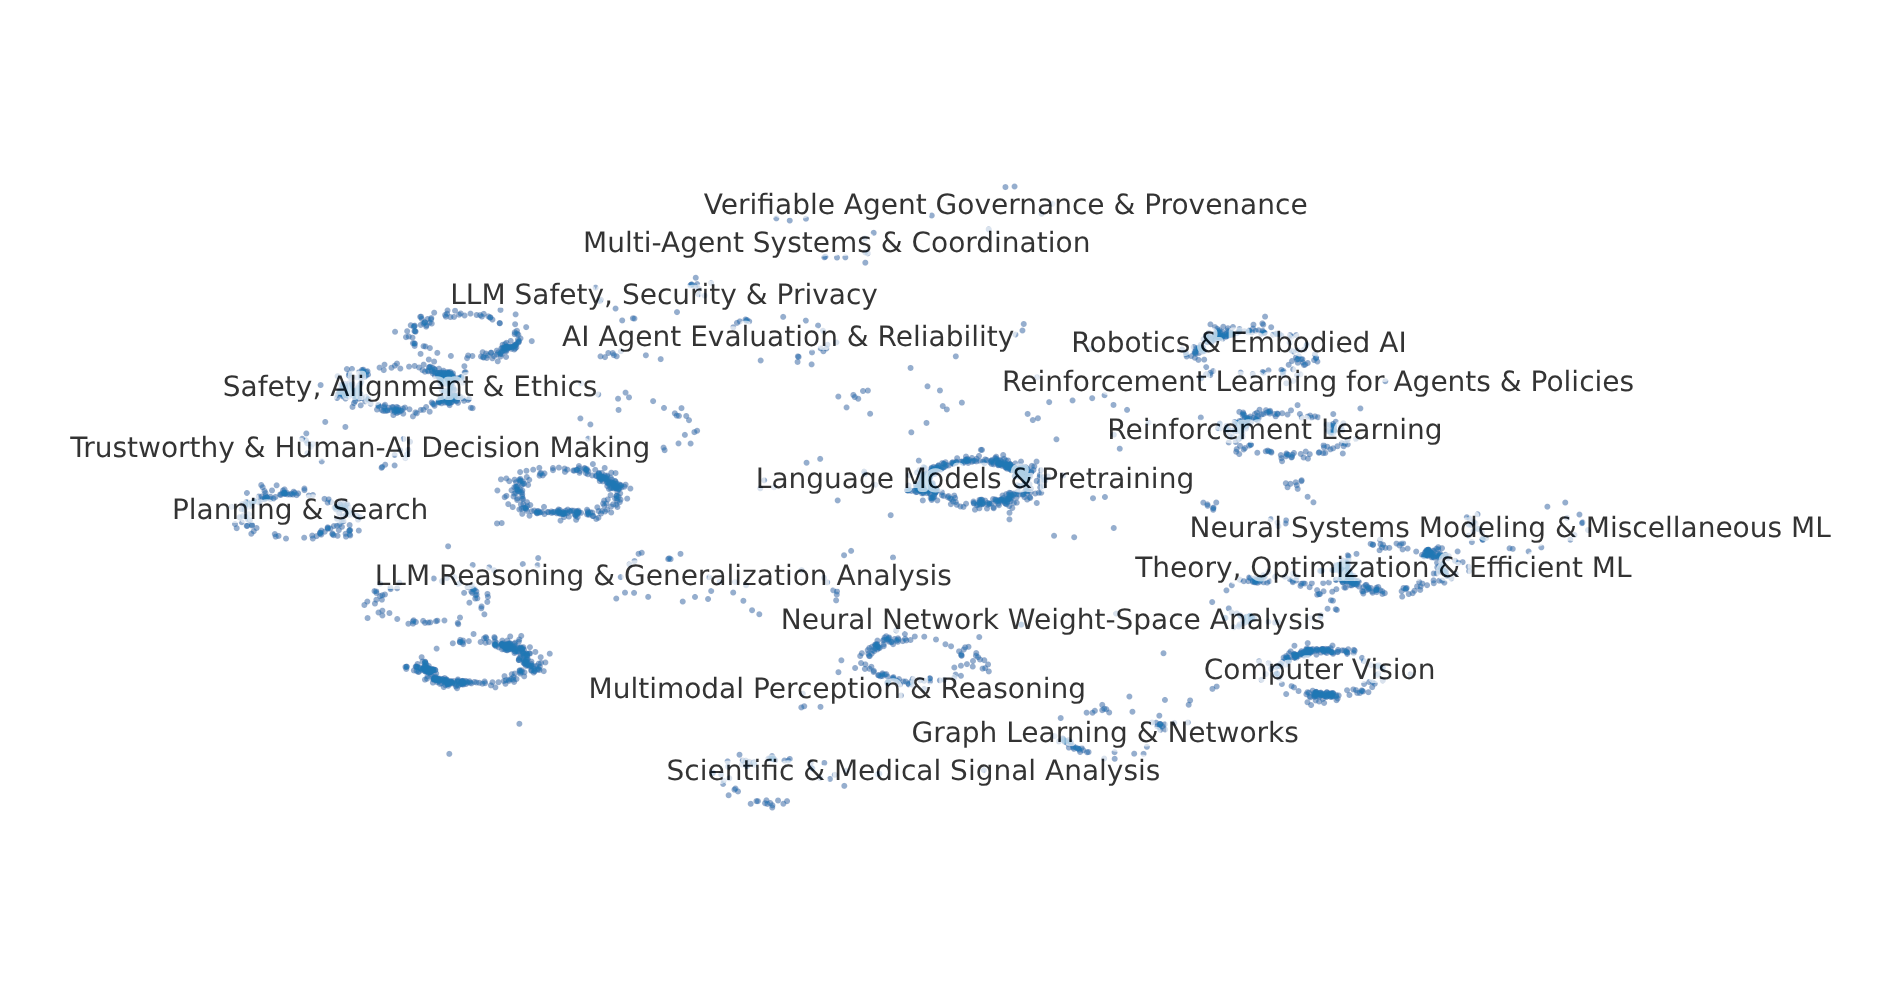 Verifiable Agent Governance & Provenance
Multi-Agent Systems & Coordination
LLM Safety, Security & Privacy
AI Agent Evaluation & Reliability
Robotics & Embodied AI
Safety, Alignment & Ethics
Reinforcement Learning for Agents & Policies
Reinforcement Learning
Trustworthy & Human-AI Decision Making
Language Models & Pretraining
Planning & Search
Neural Systems Modeling & Miscellaneous ML
LLM Reasoning & Generalization Analysis
Theory, Optimization & Efficient ML
Neural Network Weight-Space Analysis
Computer Vision
Multimodal Perception & Reasoning
Graph Learning & Networks
Scientific & Medical Signal Analysis